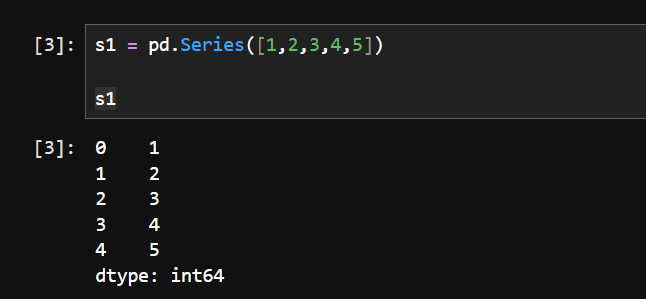 [3]: s1 = pd.Series([1,2,3,4,5])
s1
[3]: 0 1
1 2
2 3
3 4
4 5
dtype: int64